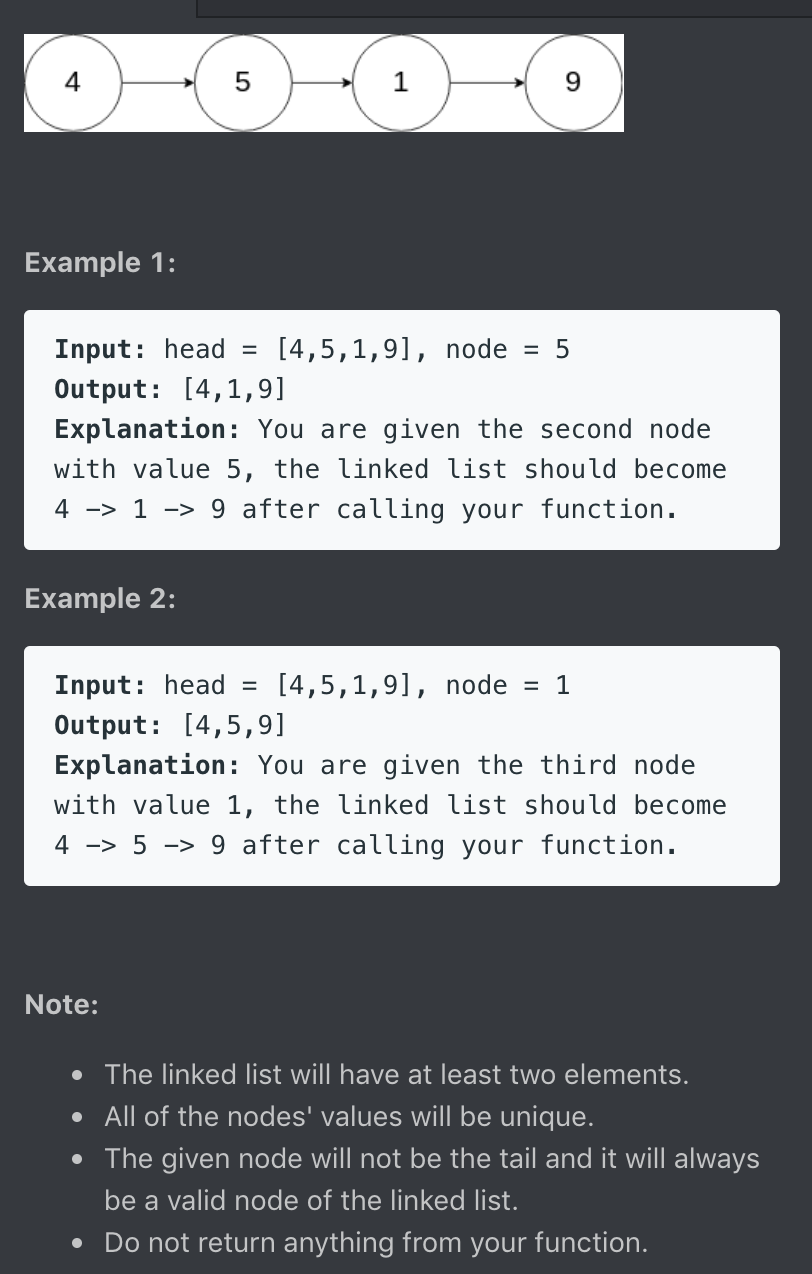 4 5 1 9
Example 1:
Input: head = [4,5,1,9], node = 5
Output: [4,1,9]
Explanation: You are given the second node
with value 5, the linked list should become
4 -> 1 -> 9 after calling your function.
Example 2:
Input: head = [4,5,1,9], node = 1
Output: [4,5,9]
Explanation: You are given the third node
with value 1, the linked list should become
4 -> 5 -> 9 after calling your function.
Note:
• The linked list will have at least two elements.
• All of the nodes' values will be unique.
• The given node will not be the tail and it will always
be a valid node of the linked list.
• Do not return anything from your function.